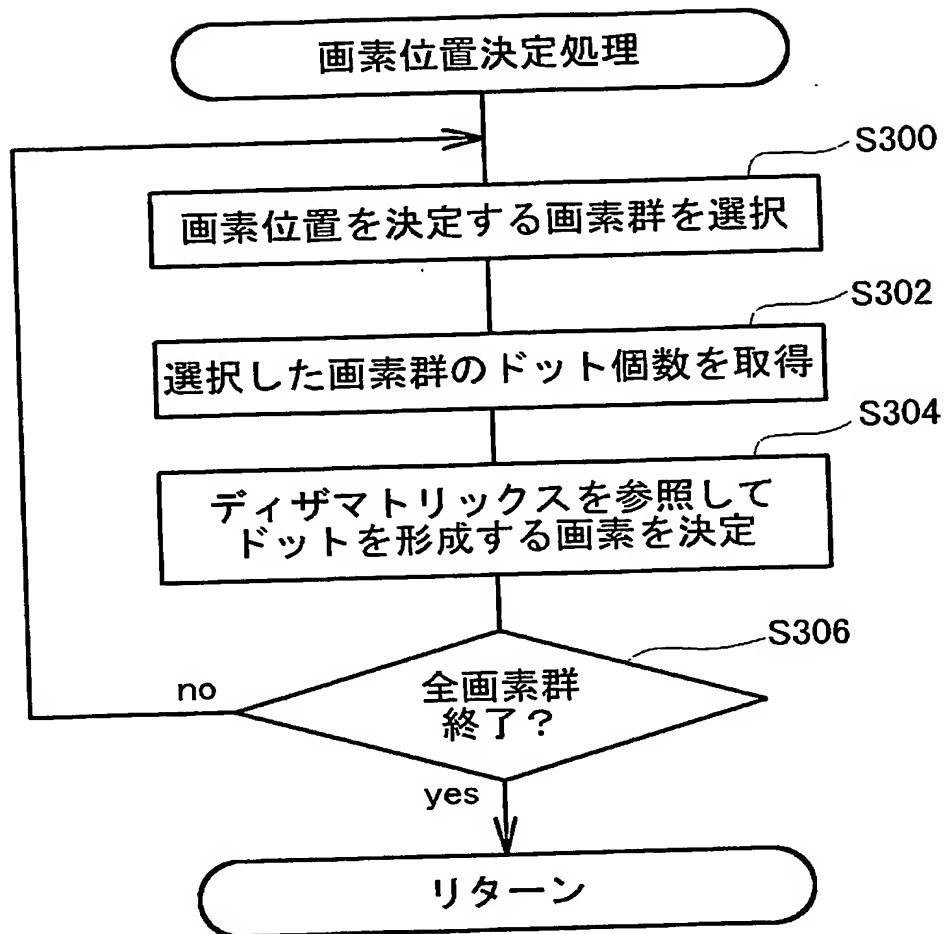 画素位置決定処理
S300
画素位置を決定する画素群を選択
S302
選択した画素群のドット個数を取得
S304
ディザマトリックスを参照して
ドットを形成する画素を決定
S306
全画素群
終了?
no
yes
リターン